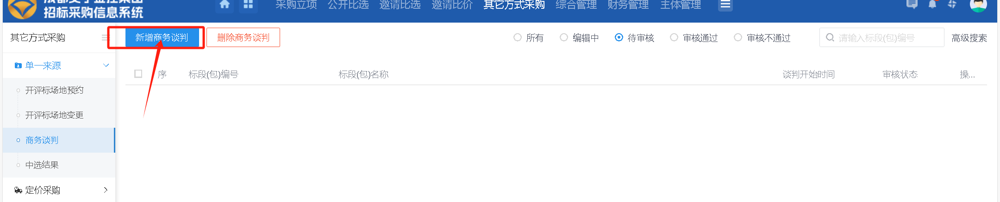 招标采购信息系统
采购立项 公开比选 邀请比选 邀请比价 其它方式采购 综合管理 财务管理 主体管理
其它方式采购
新增商务谈判 删除商务谈判 所有 编辑中 待审核 审核通过 审核不通过 请输入标段(包)编号 高级搜索
单一来源
序 标段(包)编号 标段(包)名称 谈判开始时间 审核状态 操...
开评标场地预约
开评标场地变更
商务谈判
中选结果
定价采购